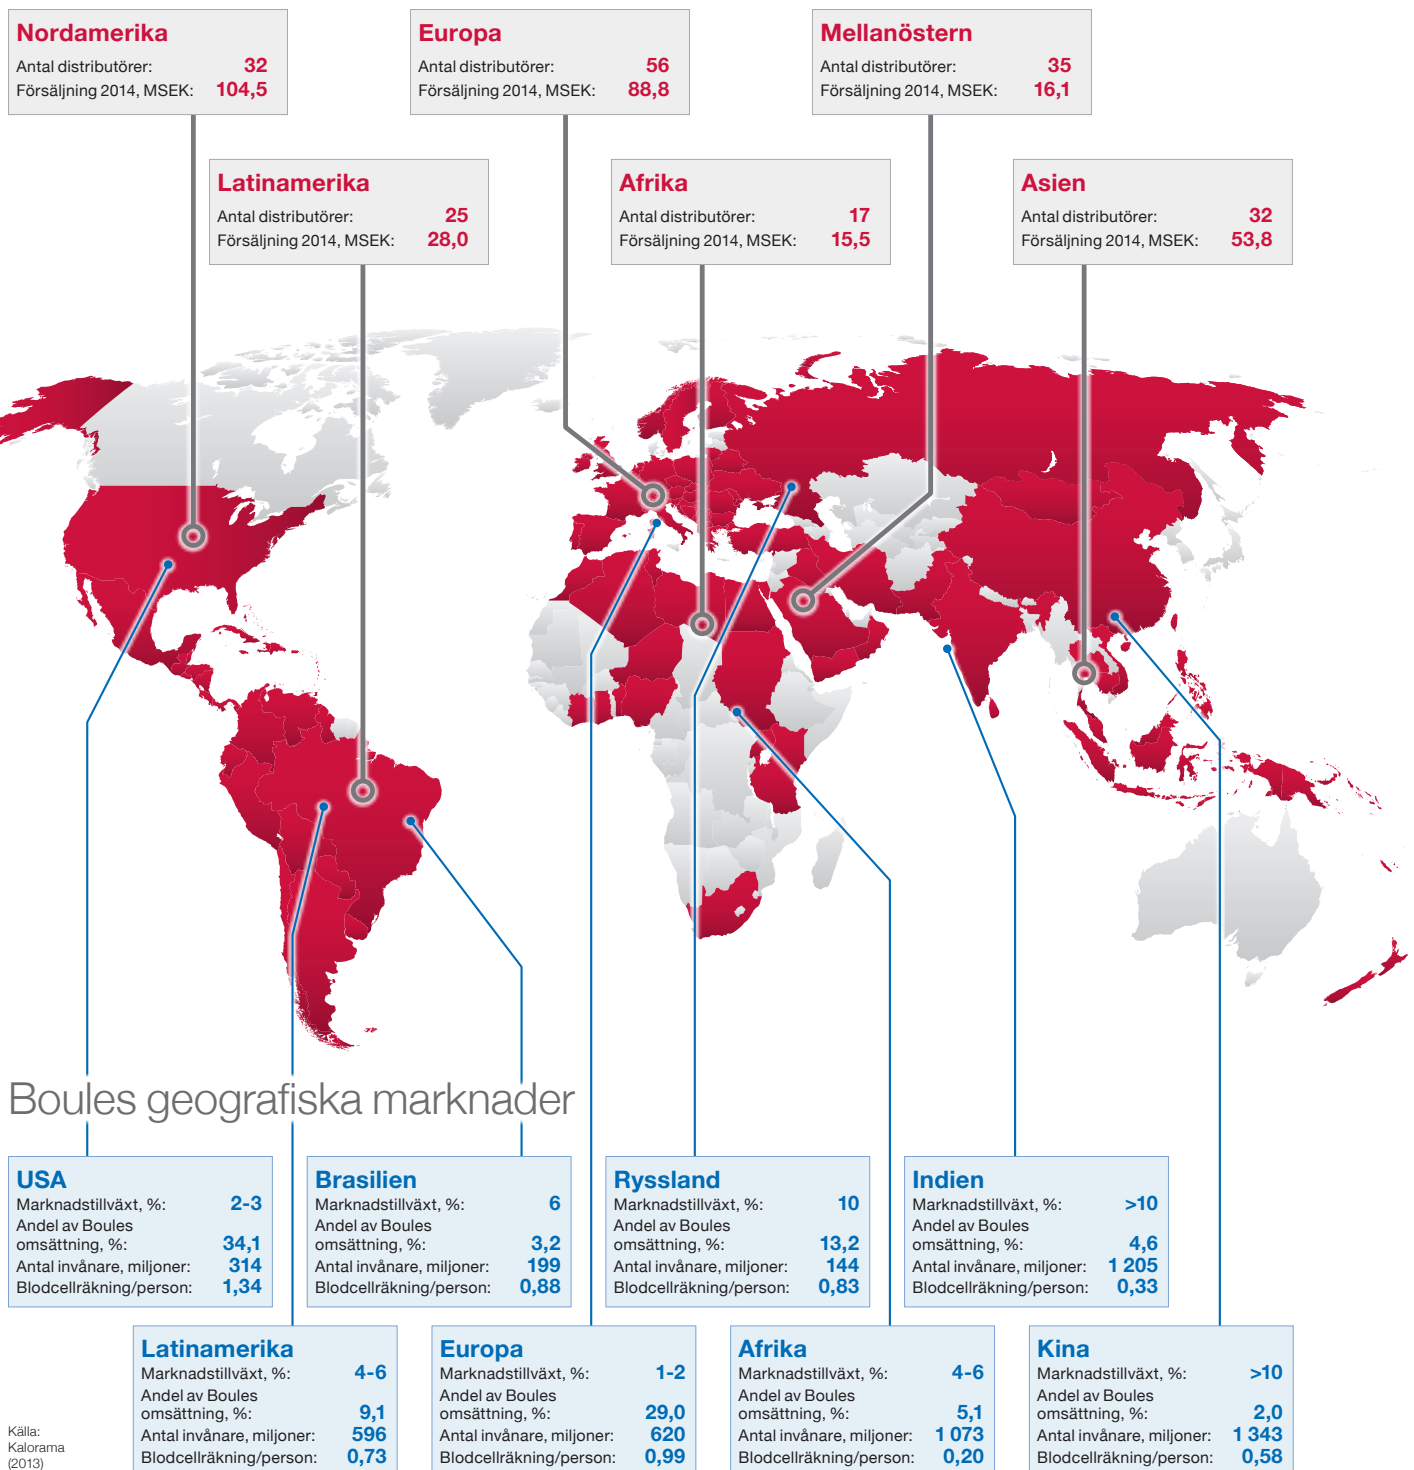 Nordamerika
Antal distributörer: 32
Försäljning 2014, MSEK: 104,5
Europa
Antal distributörer: 56
Försäljning 2014, MSEK: 88,8
Mellanöstern
Antal distributörer: 35
Försäljning 2014, MSEK: 16,1
Latinamerika
Antal distributörer: 25
Försäljning 2014, MSEK: 28,0
Afrika
Antal distributörer: 17
Försäljning 2014, MSEK: 15,5
Asien
Antal distributörer: 32
Försäljning 2014, MSEK: 53,8
Boules geografiska marknader
USA
Marknadstillväxt, %: 2-3
Andel av Boules
omsättning, %: 34,1
Antal invånare, miljoner: 314
Blodcellräkning/person: 1,34
Brasilien
Marknadstillväxt, %: 6
Andel av Boules
omsättning, %: 3,2
Antal invånare, miljoner: 199
Blodcellräkning/person: 0,88
Ryssland
Marknadstillväxt, %: 10
Andel av Boules
omsättning, %: 13,2
Antal invånare, miljoner: 144
Blodcellräkning/person: 0,83
Indien
Marknadstillväxt, %: >10
Andel av Boules
omsättning, %: 4,6
Antal invånare, miljoner: 1 205
Blodcellräkning/person: 0,33
Latinamerika
Marknadstillväxt, %: 4-6
Andel av Boules
omsättning, %: 9,1
Antal invånare, miljoner: 596
Blodcellräkning/person: 0,73
Europa
Marknadstillväxt, %: 1-2
Andel av Boules
omsättning, %: 29,0
Antal invånare, miljoner: 620
Blodcellräkning/person: 0,99
Afrika
Marknadstillväxt, %: 4-6
Andel av Boules
omsättning, %: 5,1
Antal invånare, miljoner: 1 073
Blodcellräkning/person: 0,20
Kina
Marknadstillväxt, %: >10
Andel av Boules
omsättning, %: 2,0
Antal invånare, miljoner: 1 343
Blodcellräkning/person: 0,58
Källa:
Kalorama
(2013)